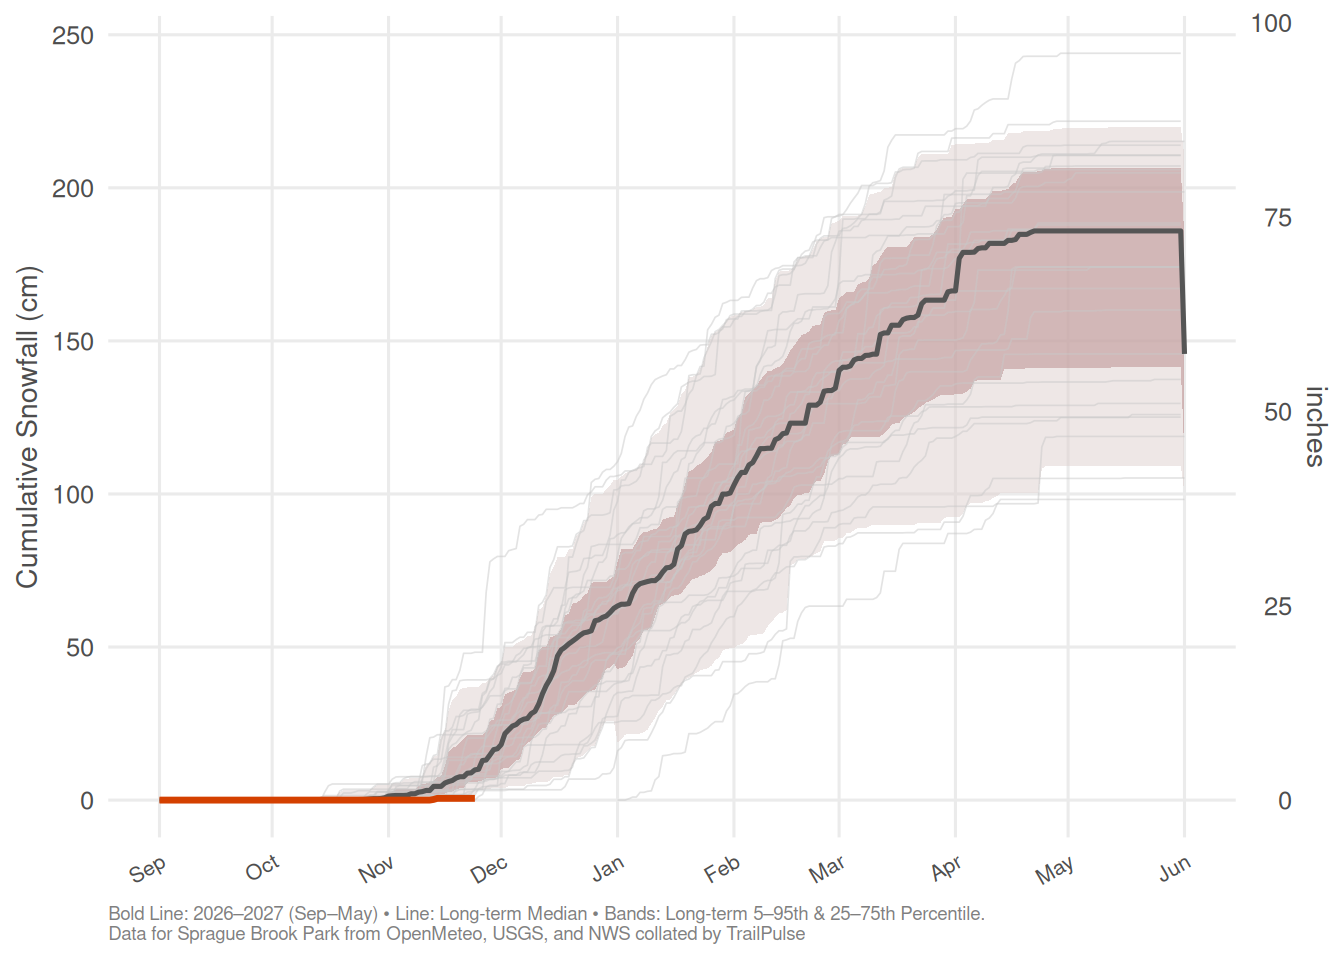 250
200
150
100
50
0
Cumulative Snowfall (cm)
100
75
50
25
0
inches
Sep
Oct
Nov
Dec
Jan
Feb
Mar
Apr
May
Jun
Bold Line: 2026–2027 (Sep–May) • Line: Long-term Median • Bands: Long-term 5–95th & 25–75th Percentile.
Data for Sprague Brook Park from OpenMeteo, USGS, and NWS collated by TrailPulse